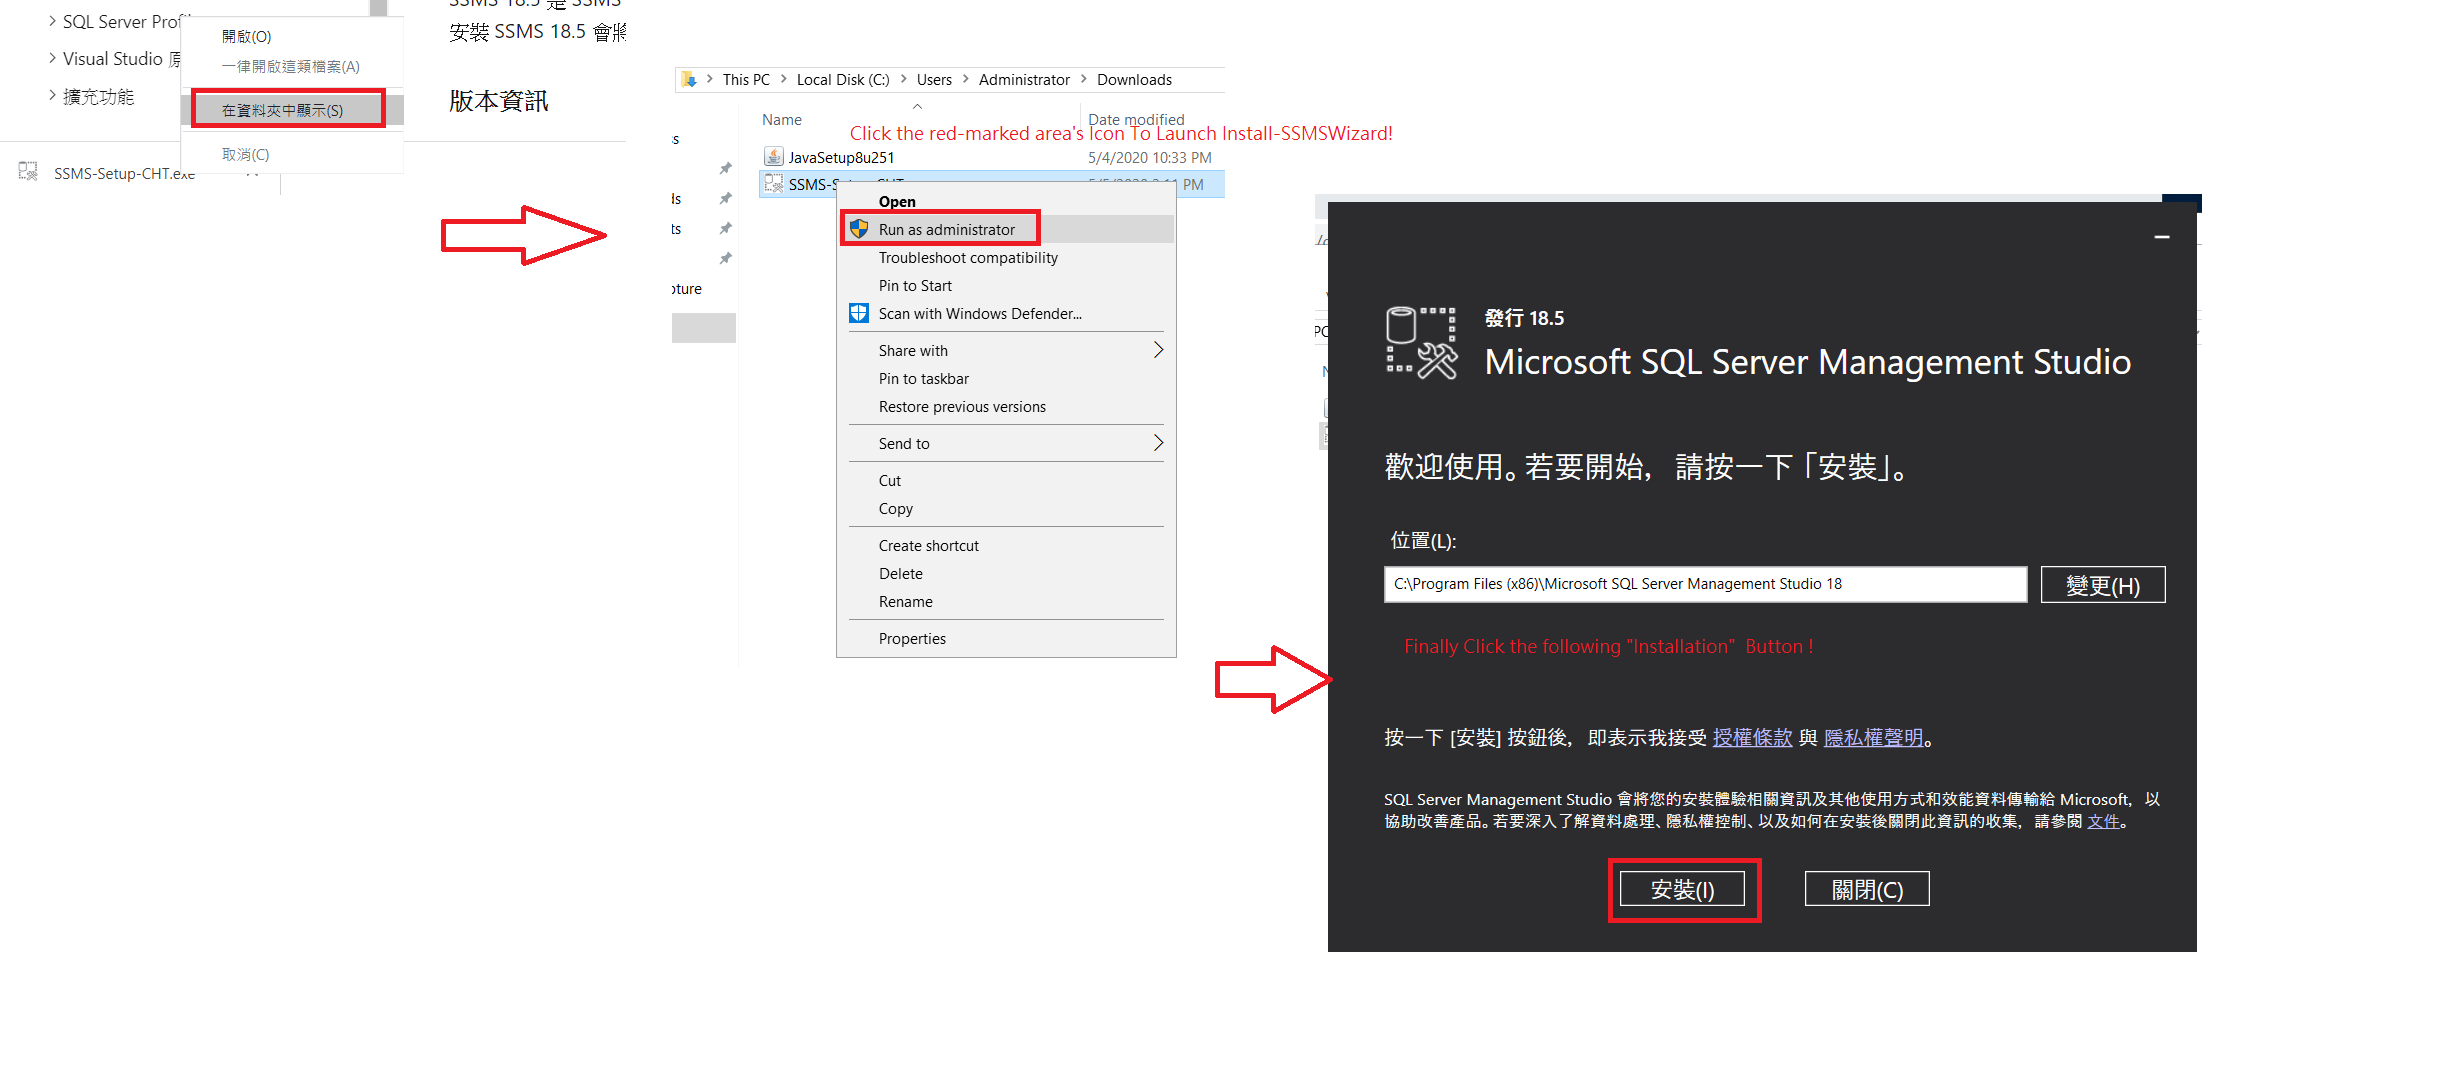 SQL Server Prof
Visual Studio 原
擴充功能
開啟(O)
一律開啟這類檔案(A)
在資料夾中顯示(S)
取消(C)
SSMS-Setup-CHT.exe
SSMS 18.5 是 SSMS
安裝 SSMS 18.5 會將
版本資訊
This PC > Local Disk (C:) > Users > Administrator > Downloads
Name
Date modified
Click the red-marked area's Icon To Launch Install-SSMSWizard!
JavaSetup8u251
5/4/2020 10:33 PM
SSMS-S
PM
ss
ds
ts
pture
Open
Run as administrator
Troubleshoot compatibility
Pin to Start
Scan with Windows Defender...
Share with
Pin to taskbar
Restore previous versions
Send to
Cut
Copy
Create shortcut
Delete
Rename
Properties
發行 18.5
Microsoft SQL Server Management Studio
歡迎使用。若要開始，請按一下「安裝」。
位置(L):
C:\Program Files (x86)\Microsoft SQL Server Management Studio 18
變更(H)
Finally Click the following "Installation" Button !
按一下 [安裝] 按鈕後，即表示我接受 授權條款 與 隱私權聲明。
SQL Server Management Studio 會將您的安裝體驗相關資訊及其他使用方式和效能資料傳輸給 Microsoft，以
協助改善產品。若要深入了解資料處理、隱私權控制、以及如何在安裝後關閉此資訊的收集，請參閱 文件。
安裝(I)
關閉(C)